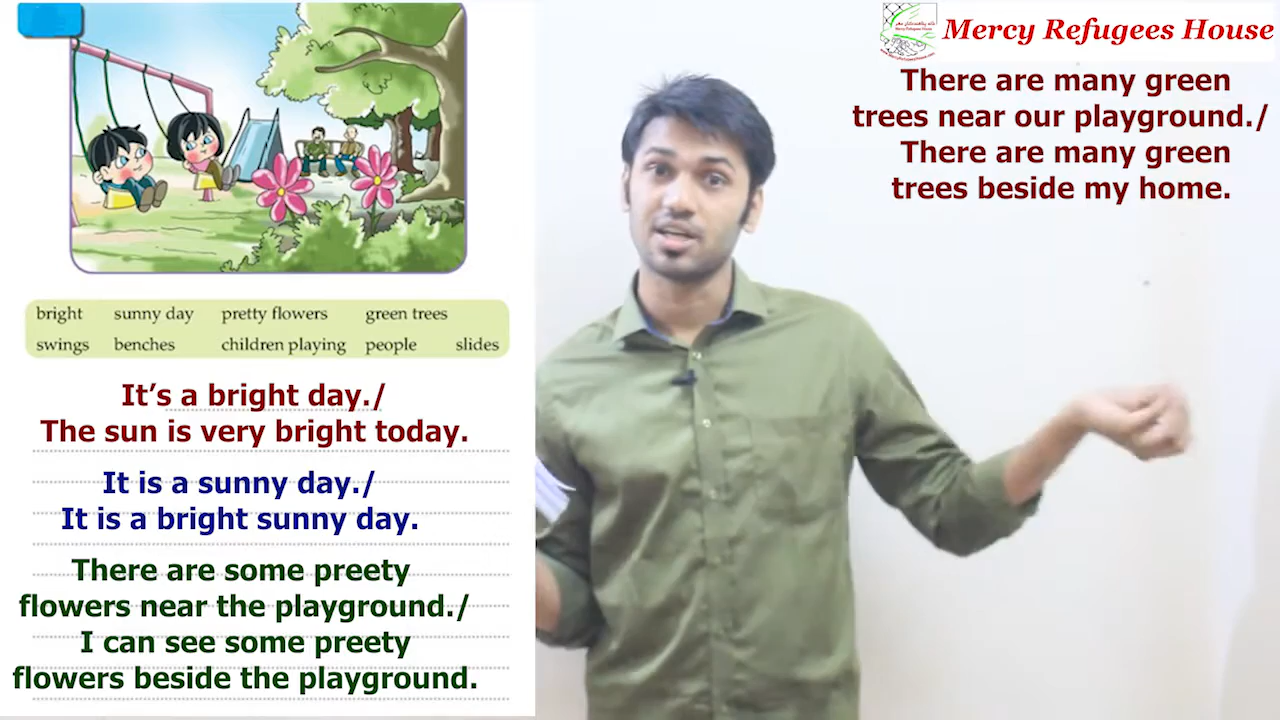 Mercy Refugees House
There are many green
trees near our playground./
There are many green
trees beside my home.
bright sunny day pretty flowers green trees
swings benches children playing people slides
It's a bright day./
The sun is very bright today.
It is a sunny day./
It is a bright sunny day.
There are some preety
flowers near the playground./
I can see some preety
flowers beside the playground.